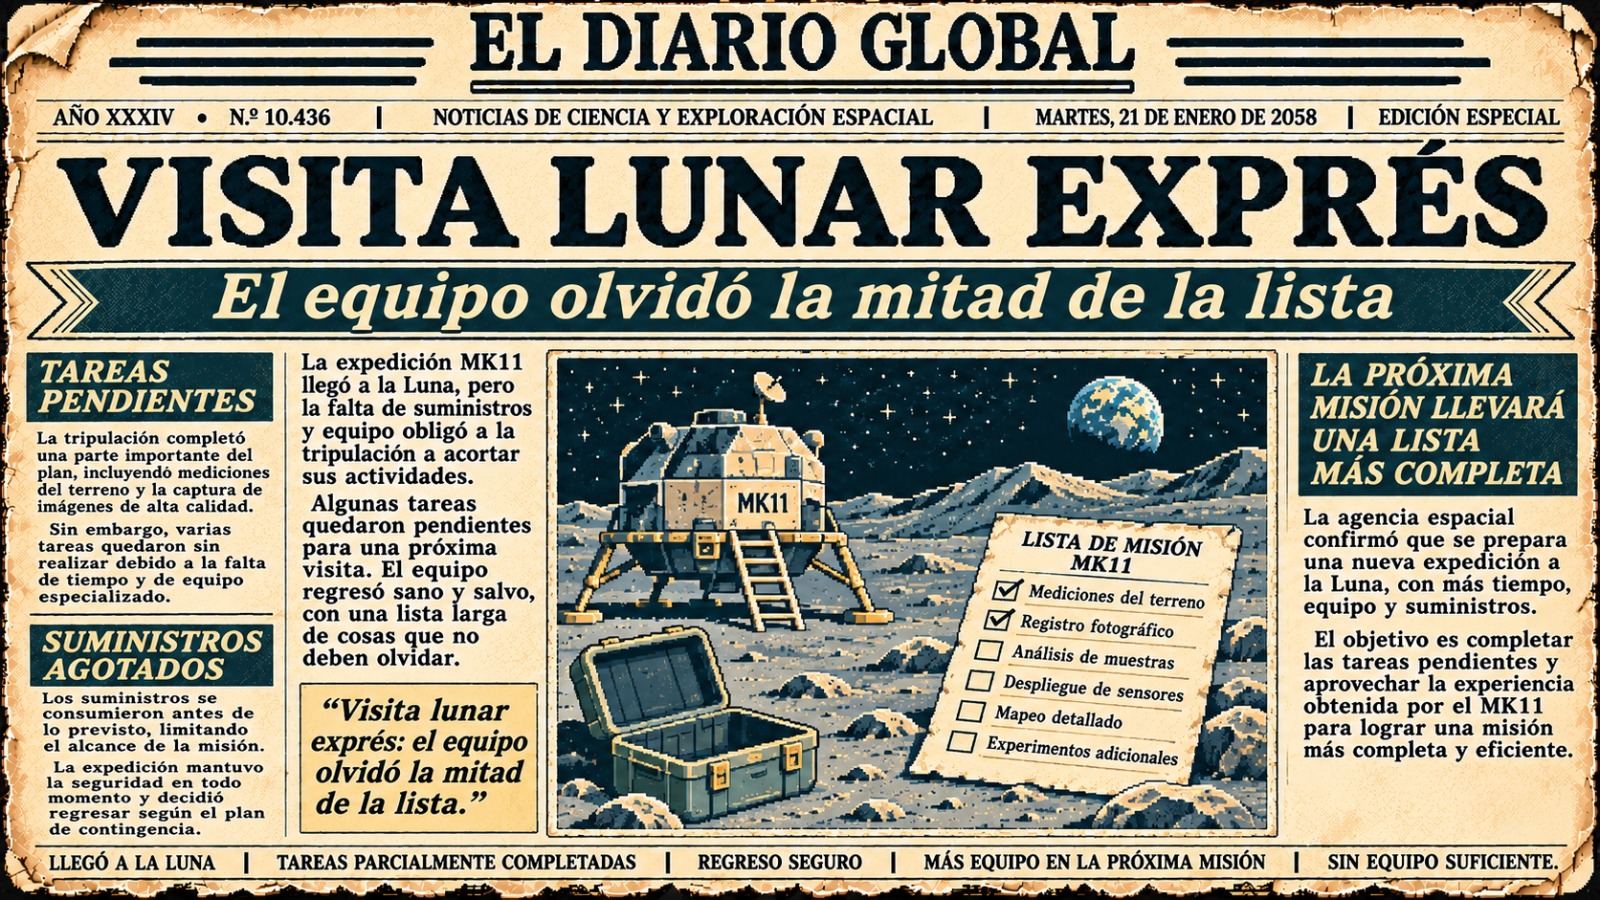 EL DIARIO GLOBAL
AÑO XXXIV • N.º 10.436 | NOTICIAS DE CIENCIA Y EXPLORACIÓN ESPACIAL | MARTES, 21 DE ENERO DE 2058 | EDICIÓN ESPECIAL
VISITA LUNAR EXPRÉS
El equipo olvidó la mitad de la lista
TAREAS
PENDIENTES
La tripulación completó
una parte importante del
plan, incluyendó mediciones
del terreno y la captura de
imágenes de alta calidad.
Sin embargo, varias
tareas quedaron sin
realizar debido a la falta
de tiempo y de equipo
especializado.
SUMINISTROS
AGOTADOS
Los suministros se
consumieron antes de
lo previsto, limitando
el alcance de la misión.
La expedición mantuvo
la seguridad en todo
momento y decidió
regresar según el plan
de contingencia.
La expedición MK11
llegó a la Luna, pero
la falta de suministros
y equipo obligó a la
tripulación a acortar
sus actividades.
Algunas tareas
quedaron pendientes
para una próxima
visita. El equipo
regresó sano y salvo,
con una lista larga
de cosas que no
deben olvidar.
“Visita lunar
exprés: el equipo
olvidó la mitad
de la lista.”
MK11
LISTA DE MISIÓN
MK11
Mediciones del terreno
Registro fotográfico
Análisis de muestras
Despliegue de sensores
Mapeo detallado
Experimentos adicionales
LA PRÓXIMA
MISIÓN LLEVARÁ
UNA LISTA
MÁS COMPLETA
La agencia espacial
confirmó que se prepara
una nueva expedición a
la Luna, con más tiempo,
equipo y suministros.
El objetivo es completar
las tareas pendientes y
aprovechar la experiencia
obtenida por el MK11
para lograr una misión
más completa y eficiente.
LLEGÓ A LA LUNA | TAREAS PARCIALMENTE COMPLETADAS | REGRESO SEGURO | MÁS EQUIPO EN LA PRÓXIMA MISIÓN | SIN EQUIPO SUFICIENTE.